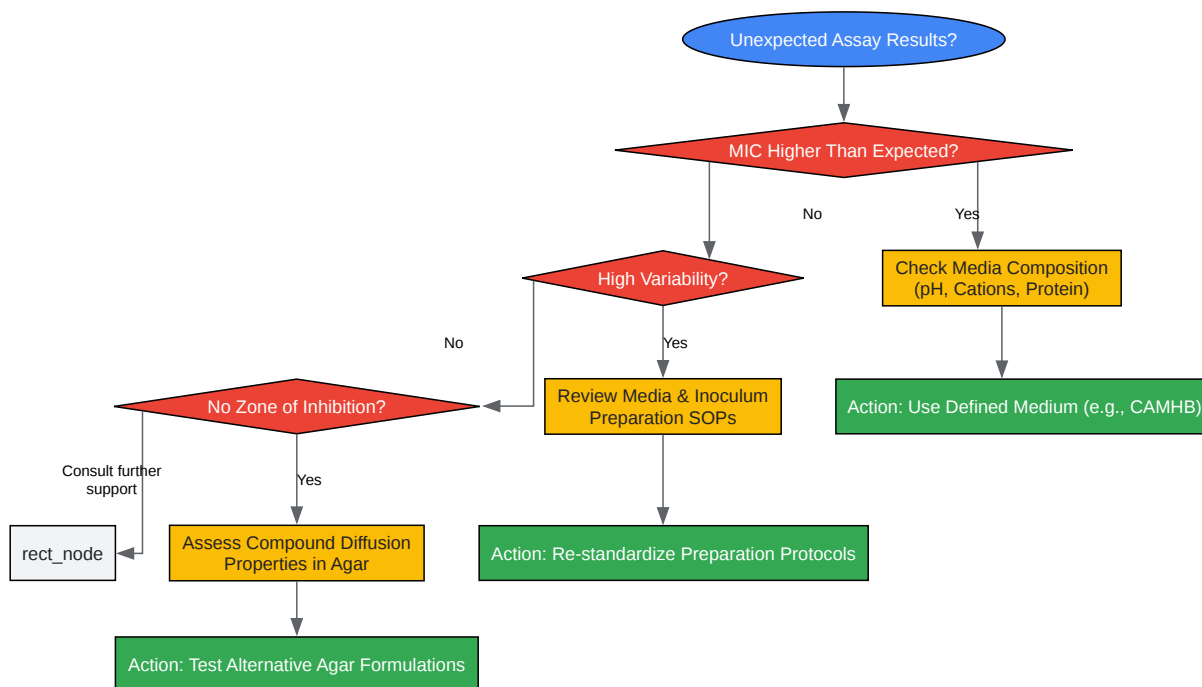 Unexpected Assay Results?
MIC Higher Than Expected?
No
Yes
High Variability?
Check Media Composition
(pH, Cations, Protein)
No
Yes
No Zone of Inhibition?
Review Media & Inoculum
Preparation SOPs
Action: Use Defined Medium (e.g., CAMHB)
Consult further
support
Yes
rect_node
Assess Compound Diffusion
Properties in Agar
Action: Re-standardize Preparation Protocols
Action: Test Alternative Agar Formulations